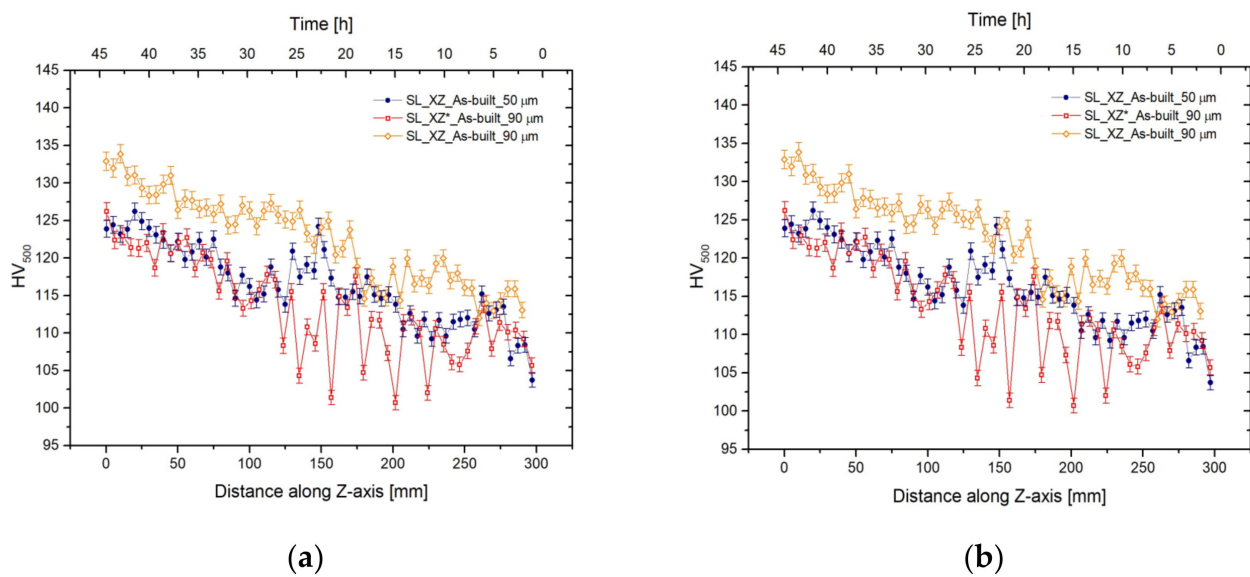 Time [h]
45 40 35 30 25 20 15 10 5 0
145
140
135
130
125
120
115
110
105
100
95
HV500
SL_XZ_As-built_50 μm
SL_XZ*_As-built_90 μm
SL_XZ_As-built_90 μm
0 50 100 150 200 250 300
Distance along Z-axis [mm]
(a)
Time [h]
45 40 35 30 25 20 15 10 5 0
145
140
135
130
125
120
115
110
105
100
95
HV500
SL_XZ_As-built_50 μm
SL_XZ*_As-built_90 μm
SL_XZ_As-built_90 μm
0 50 100 150 200 250 300
Distance along Z-axis [mm]
(b)